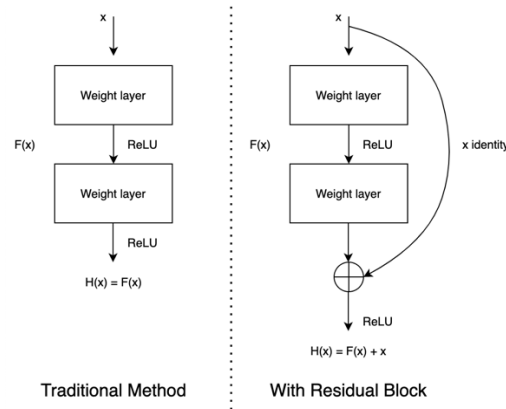 x
Weight layer
F(x)
ReLU
Weight layer
ReLU
H(x) = F(x)
Traditional Method
x
Weight layer
F(x)
ReLU
x identity
Weight layer
ReLU
H(x) = F(x) + x
With Residual Block